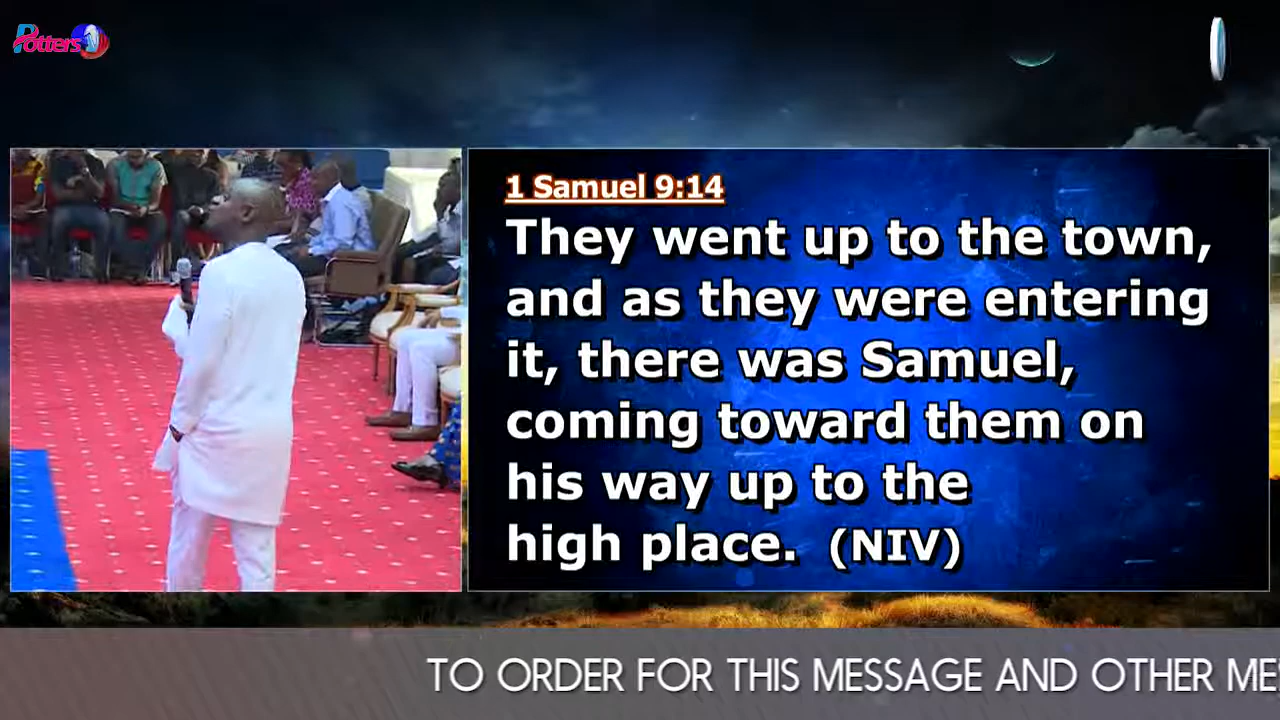 Potters
1 Samuel 9:14
They went up to the town,
and as they were entering
it, there was Samuel,
coming toward them on
his way up to the
high place. (NIV)
TO ORDER FOR THIS MESSAGE AND OTHER ME